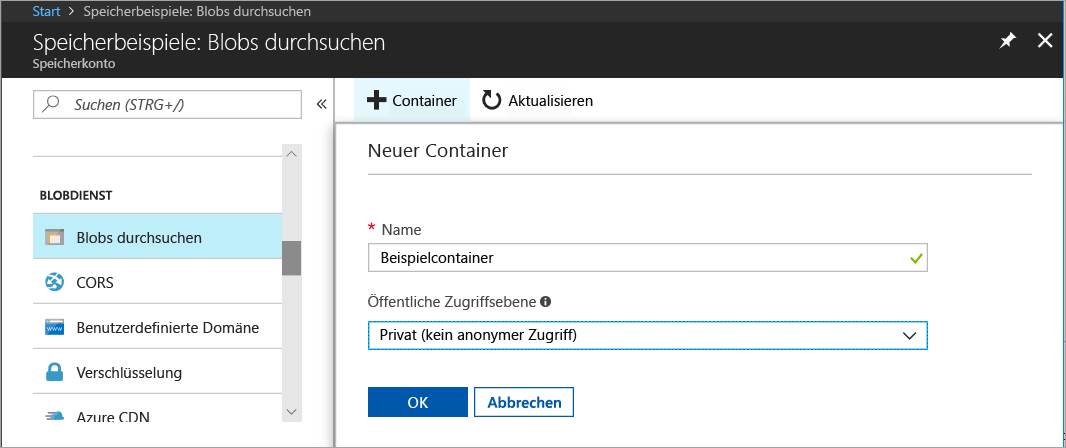 Start > Speicherbeispiele: Blobs durchsuchen
Speicherbeispiele: Blobs durchsuchen
Speicherkonto
Suchen (STRG+/)
«
BLOBDIENST
Blobs durchsuchen
CORS
www
Benutzerdefinierte Domäne
Verschlüsselung
Azure CDN
+ Container
Aktualisieren
Neuer Container
* Name
Beispielcontainer
Öffentliche Zugriffsebene
Privat (kein anonymer Zugriff)
OK
Abbrechen